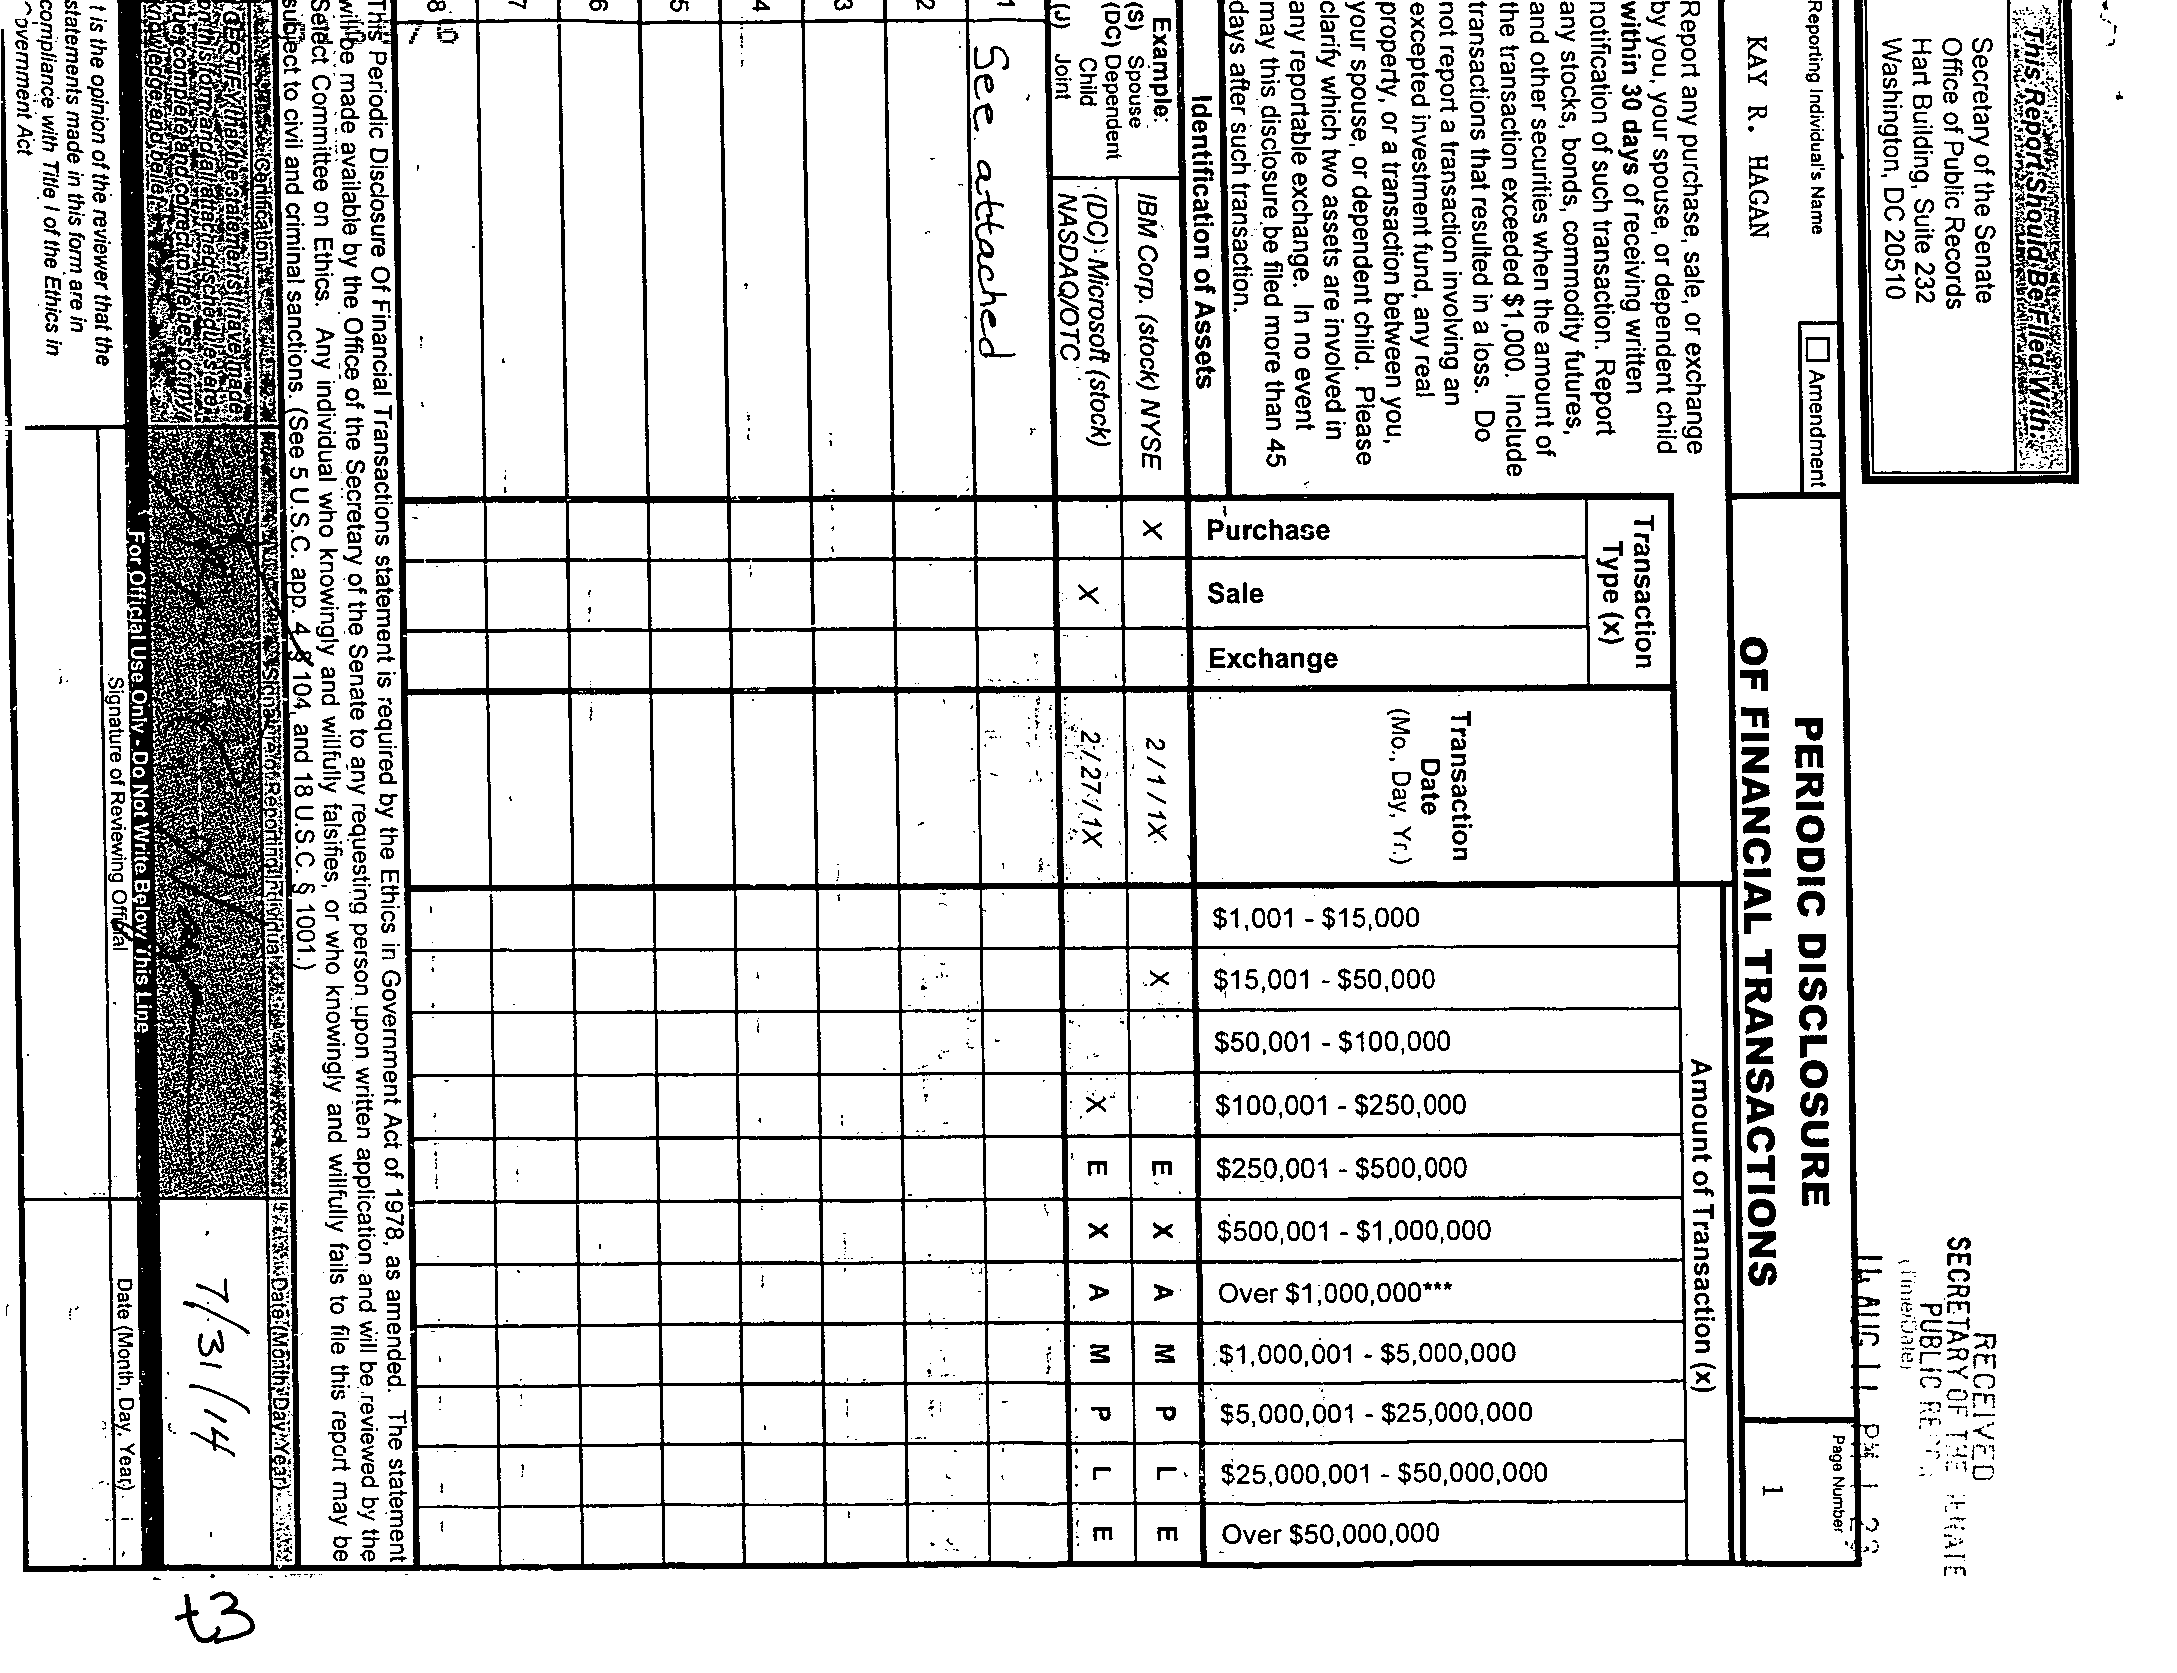 This Report Should Be Filed With:
Secretary of the Senate
Office of Public Records
Hart Building, Suite 232
Washington, DC 20510
RECEIVED
SECRETARY OF THE SENATE
PUBLIC
14 AUG 11 PM 1
Reporting Individual's Name
Amendment
KAY R. HAGAN
PERIODIC DISCLOSURE
OF FINANCIAL TRANSACTIONS
Page Number
1
Report any purchase, sale, or exchange
by you, your spouse, or dependent child
within 30 days of receiving written
notification of such transaction. Report
any stocks, bonds, commodity futures,
and other securities when the amount of
the transaction exceeded $1,000. Include
transactions that resulted in a loss. Do
not report a transaction involving an
excepted investment fund, any real
property, or a transaction between you,
your spouse, or dependent child. Please
clarify which two assets are involved in
any reportable exchange. In no event
may this disclosure be filed more than 45
days after such transaction.
Identification of Assets
Transaction
Type (x)
Purchase
Sale
Exchange
Transaction
Date
(Mo., Day, Yr.)
Amount of Transaction (x)
$1,001 - $15,000
$15,001 - $50,000
$50,001 - $100,000
$100,001 - $250,000
$250,001 - $500,000
$500,001 - $1,000,000
Over $1,000,000***
$1,000,001 - $5,000,000
$5,000,001 - $25,000,000
$25,000,001 - $50,000,000
Over $50,000,000
Example:
(S) Spouse
(DC) Dependent
Child
(J) Joint
IBM Corp. (stock) NYSE X 2/1/1X X E X A M P L E
(DC) Microsoft (stock)
NASDAQ/OTC X 2/27/1X X E X A M P L E
1 See attached
2
3
4
5
6
7
8
This Periodic Disclosure Of Financial Transactions statement is required by the Ethics in Government Act of 1978, as amended. The statement
will be made available by the Office of the Secretary of the Senate to any requesting person upon written application and will be reviewed by the
Select Committee on Ethics. Any individual who knowingly and willfully falsifies, or who knowingly and willfully fails to file this report may be
subject to civil and criminal sanctions. (See 5 U.S.C. app. 4 § 104, and 18 U.S.C. § 1001.)
Certification
Signature of Reporting Individual
Date (Month, Day, Year)
I CERTIFY that the statements I have made
on this form and all attached schedules are
true, complete and correct to the best of my
knowledge and belief.
7/31/14
For Official Use Only - Do Not Write Below This Line
t is the opinion of the reviewer that the
statements made in this form are in
compliance with Title I of the Ethics in
overnment Act
Signature of Reviewing Official
Date (Month, Day, Year)